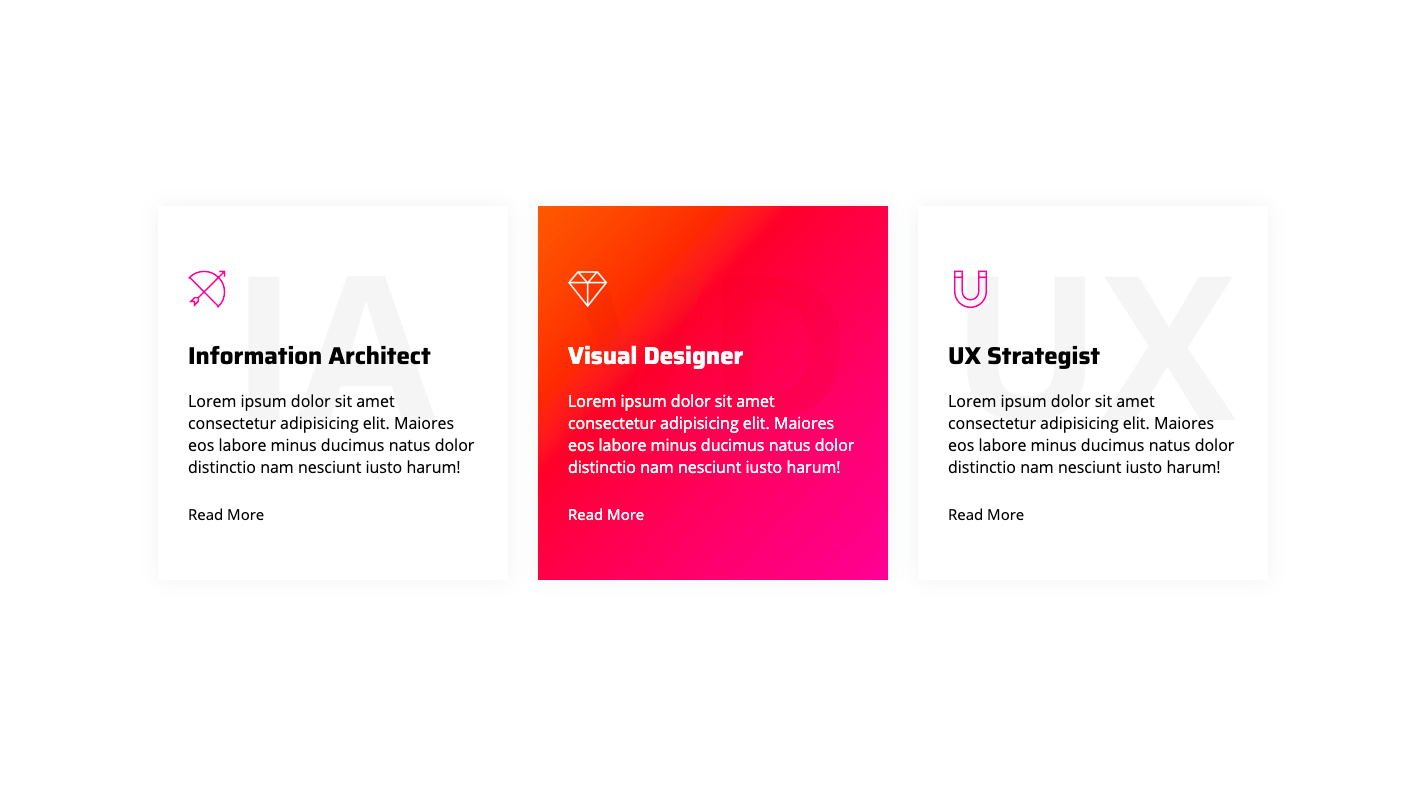 IA
Information Architect
Lorem ipsum dolor sit amet
consectetur adipisicing elit. Maiores
eos labore minus ducimus natus dolor
distinctio nam nesciunt iusto harum!
Read More
VD
Visual Designer
Lorem ipsum dolor sit amet
consectetur adipisicing elit. Maiores
eos labore minus ducimus natus dolor
distinctio nam nesciunt iusto harum!
Read More
UX
UX Strategist
Lorem ipsum dolor sit amet
consectetur adipisicing elit. Maiores
eos labore minus ducimus natus dolor
distinctio nam nesciunt iusto harum!
Read More